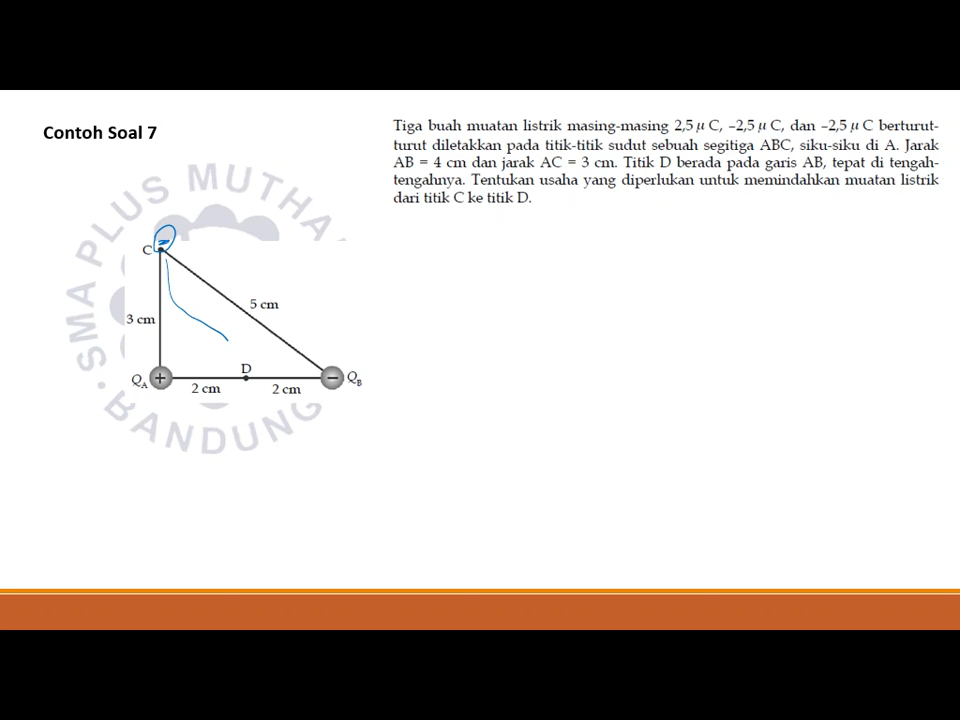 Contoh Soal 7
Tiga buah muatan listrik masing-masing 2,5 μ C, –2,5 μ C, dan –2,5 μ C berturut-
turut diletakkan pada titik-titik sudut sebuah segitiga ABC, siku-siku di A. Jarak
AB = 4 cm dan jarak AC = 3 cm. Titik D berada pada garis AB, tepat di tengah-
tengahnya. Tentukan usaha yang diperlukan untuk memindahkan muatan listrik
dari titik C ke titik D.
SMA PLUS MUTHA
BANDUNG
C
5 cm
3 cm
D
Q_A + – Q_B
2 cm 2 cm